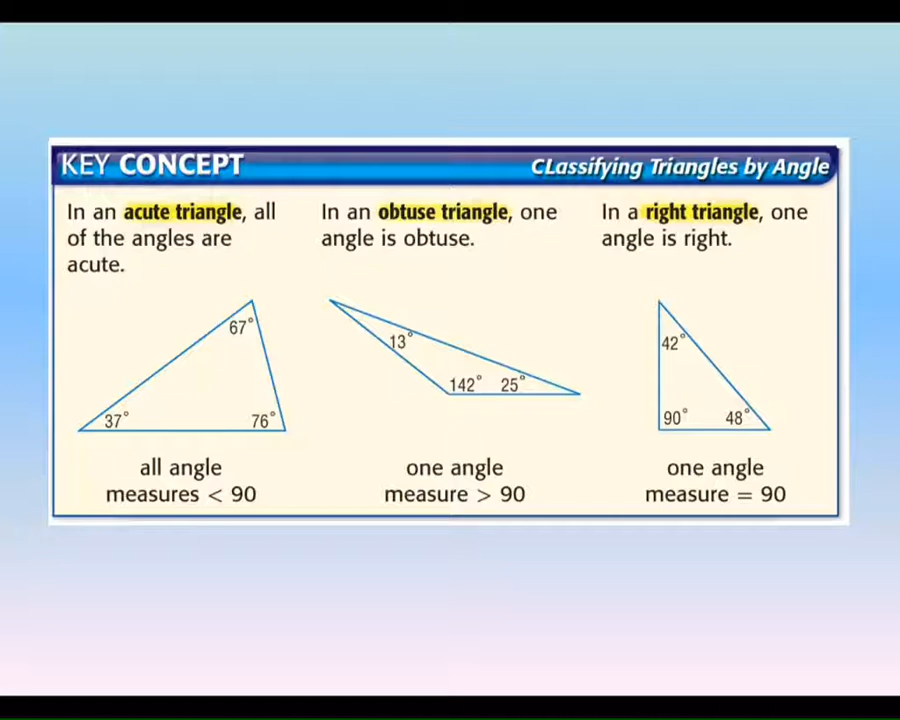 KEY CONCEPT
CLassifying Triangles by Angle
In an acute triangle, all
of the angles are
acute.
67°
37°
76°
all angle
measures < 90
In an obtuse triangle, one
angle is obtuse.
13°
142°
25°
one angle
measure > 90
In a right triangle, one
angle is right.
42°
90°
48°
one angle
measure = 90